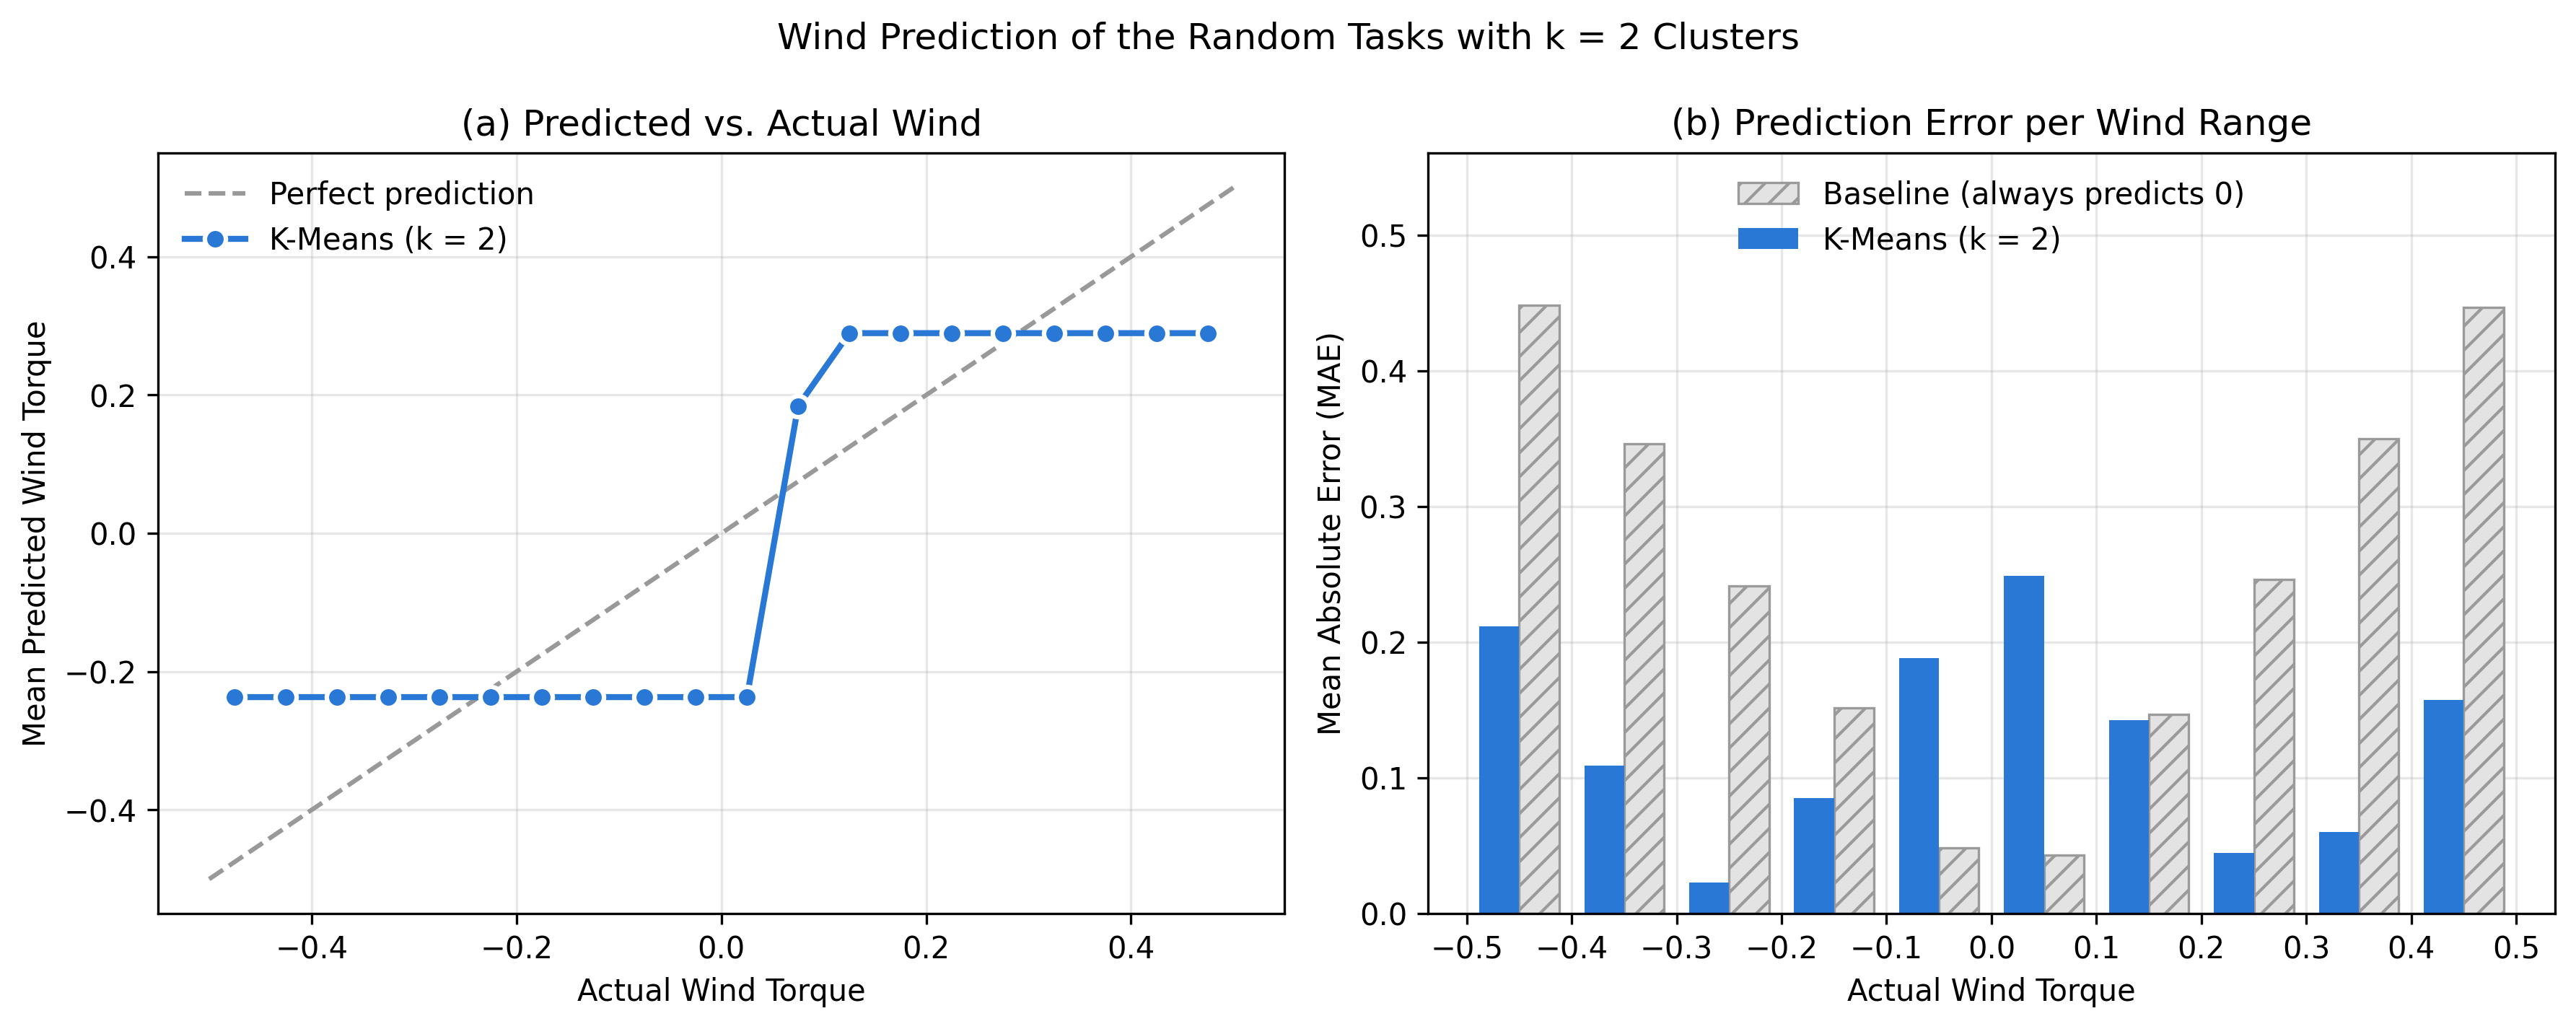 Wind Prediction of the Random Tasks with k = 2 Clusters
(a) Predicted vs. Actual Wind
Perfect prediction
K-Means (k = 2)
Mean Predicted Wind Torque
0.4
0.2
0.0
−0.2
−0.4
−0.4 −0.2 0.0 0.2 0.4
Actual Wind Torque
(b) Prediction Error per Wind Range
Baseline (always predicts 0)
K-Means (k = 2)
Mean Absolute Error (MAE)
0.5
0.4
0.3
0.2
0.1
0.0
−0.5 −0.4 −0.3 −0.2 −0.1 0.0 0.1 0.2 0.3 0.4 0.5
Actual Wind Torque